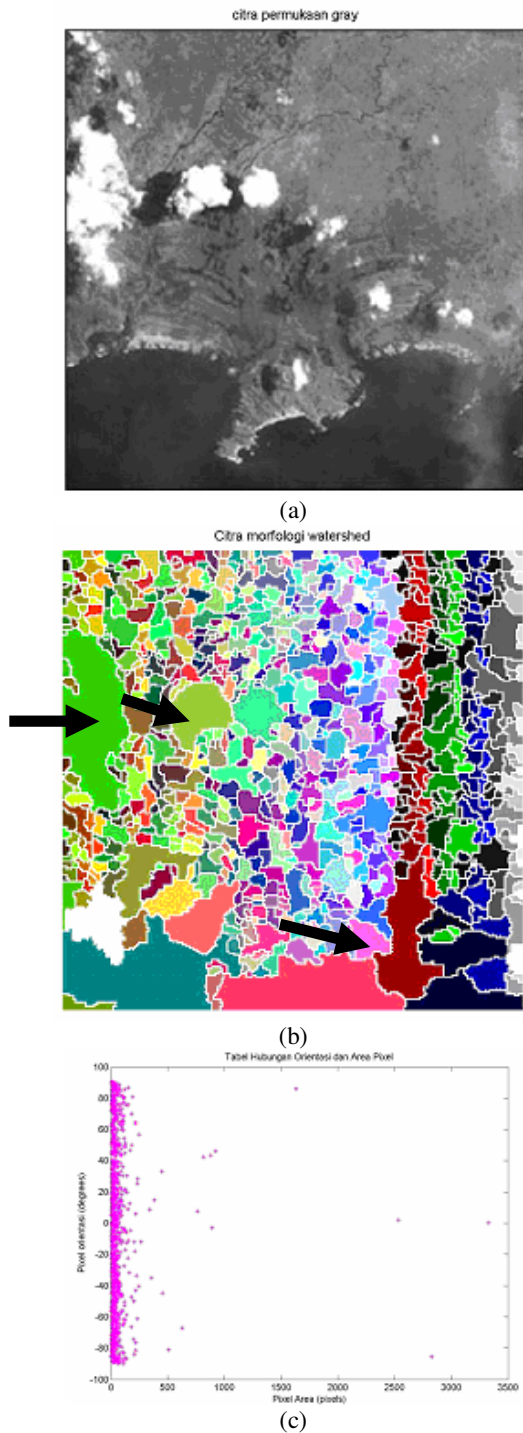 citra permukaan gray
(a)
Citra morfologi watershed
(b)
Tabel Hubungan Orientasi dan Area Pixel
100
80
60
40
20
0
-20
-40
-60
-80
-100
Pixel orientasi (degrees)
0
500
1000
1500
2000
2500
3000
3500
Pixel Area (pixels)
(c)